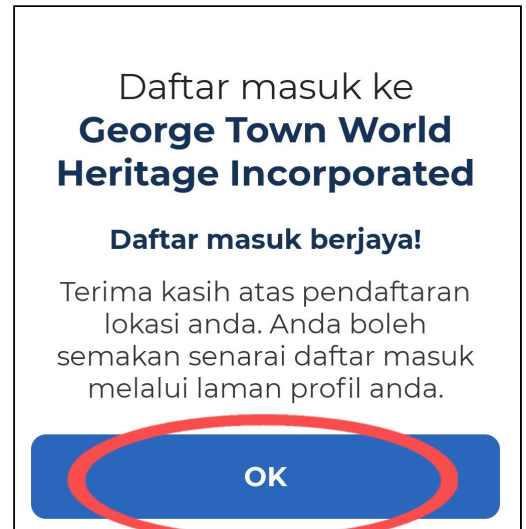 Daftar masuk ke
George Town World
Heritage Incorporated
Daftar masuk berjaya!
Terima kasih atas pendaftaran
lokasi anda. Anda boleh
semakan senarai daftar masuk
melalui laman profil anda.
OK